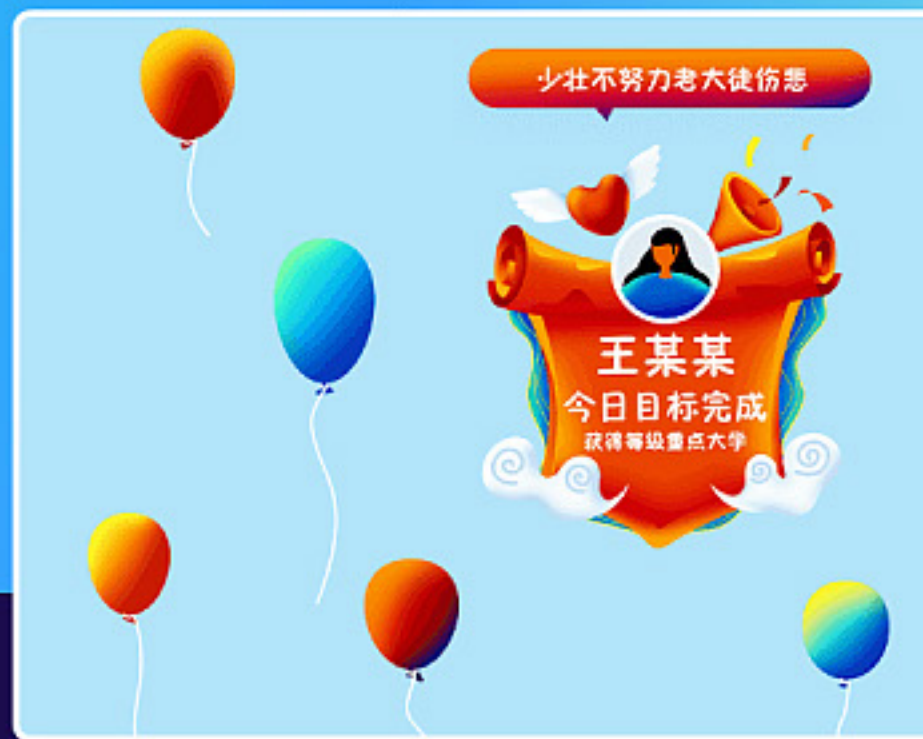 少壮不努力老大徒伤悲
王某某
今日目标完成
获得等级重点大学